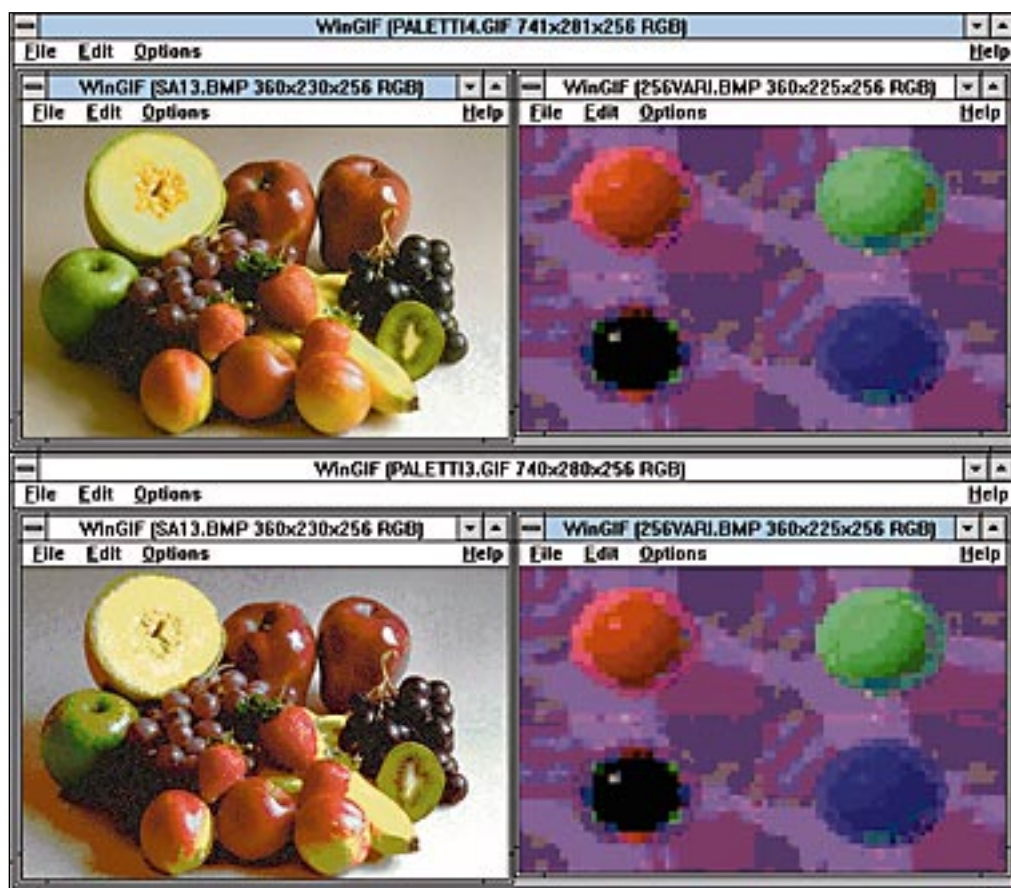 WinGIF (PALETTI4.GIF 741x281x256 RGB)
File Edit Options Help
WinGIF (SA13.BMP 360x230x256 RGB)
File Edit Options Help
WinGIF (256VARI.BMP 360x225x256 RGB)
File Edit Options Help
WinGIF (PALETTI3.GIF 740x280x256 RGB)
File Edit Options Help
WinGIF (SA13.BMP 360x230x256 RGB)
File Edit Options Help
WinGIF (256VARI.BMP 360x225x256 RGB)
File Edit Options Help